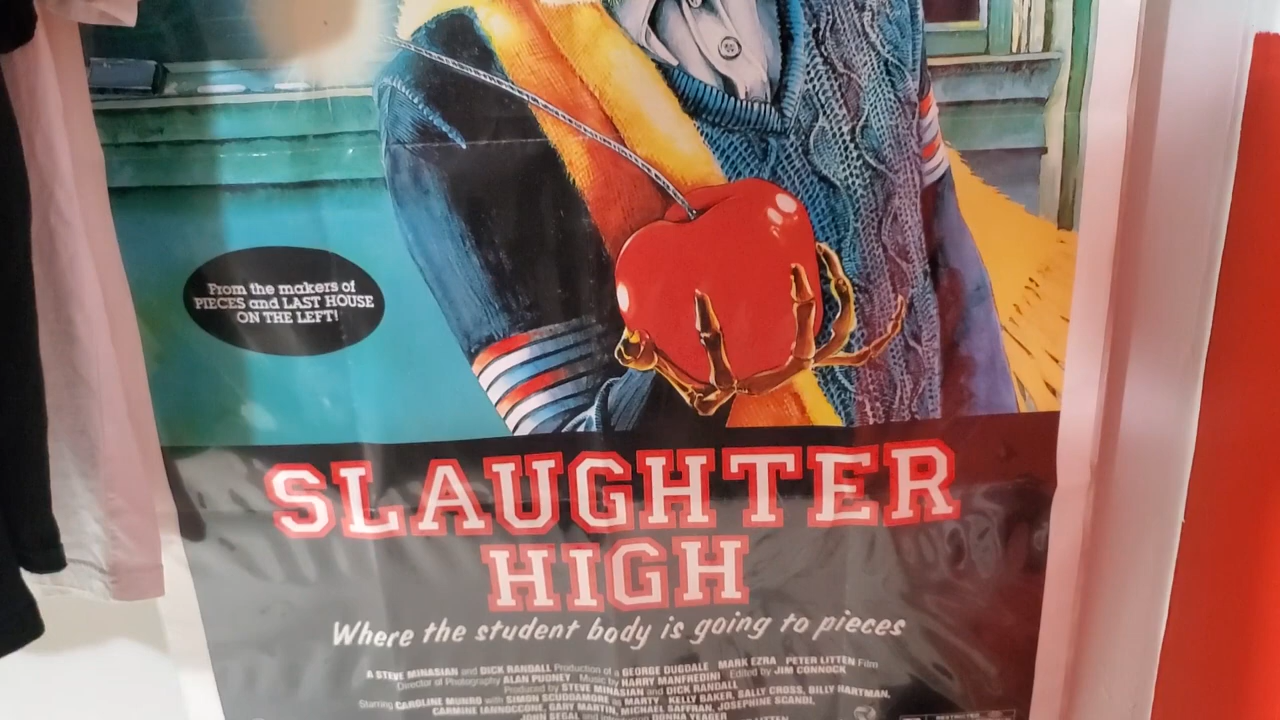 From the makers of
PIECES and LAST HOUSE
ON THE LEFT!
SLAUGHTER
HIGH
Where the student body is going to pieces
A STEVE MINASIAN and DICK RANDALL Production of a GEORGE DUGDALE MARK EZRA PETER LITTEN Film
Director of Photography ALAN PUDNEY Music by HARRY MANFREDINI Edited by JIM CONNOCK
Produced by STEVE MINASIAN and DICK RANDALL
Starring CAROLINE MUNRO with SIMON SCUDDAMORE as MARTY KELLY BAKER, SALLY CROSS, BILLY HARTMAN,
CARMINE IANNOCCONE, GARY MARTIN, MICHAEL SAFFRAN, JOSEPHINE SCANDI,
JOHN SEGAL and DONNA YEAGER
RESTRICTED